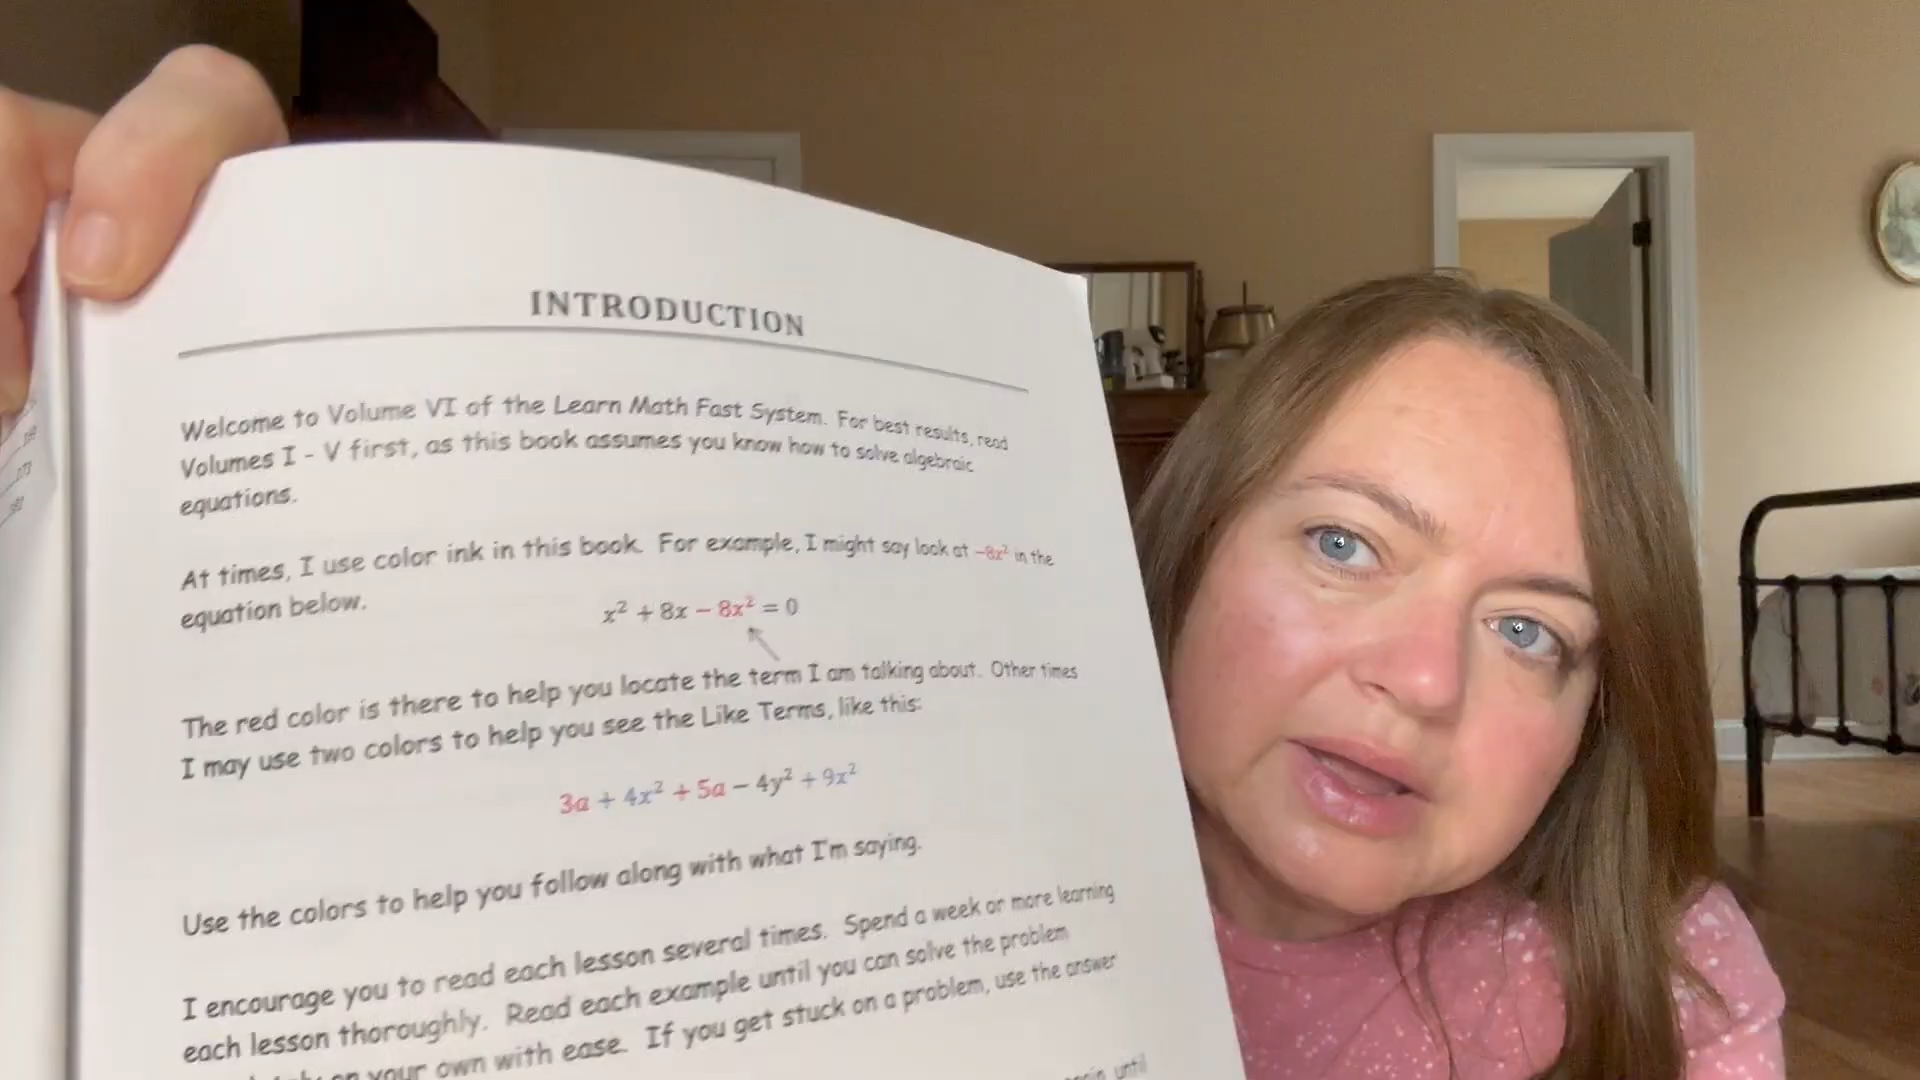 INTRODUCTION
Welcome to Volume VI of the Learn Math Fast System. For best results, read
Volumes I - V first, as this book assumes you know how to solve algebraic
equations.
At times, I use color ink in this book. For example, I might say look at -8x² in the
equation below.
x² + 8x - 8x² = 0
The red color is there to help you locate the term I am talking about. Other times
I may use two colors to help you see the Like Terms, like this:
3a + 4x² + 5a - 4y² + 9x²
Use the colors to help you follow along with what I'm saying.
I encourage you to read each lesson several times. Spend a week or more learning
each lesson thoroughly. Read each example until you can solve the problem
on your own with ease. If you get stuck on a problem, use the answer
until